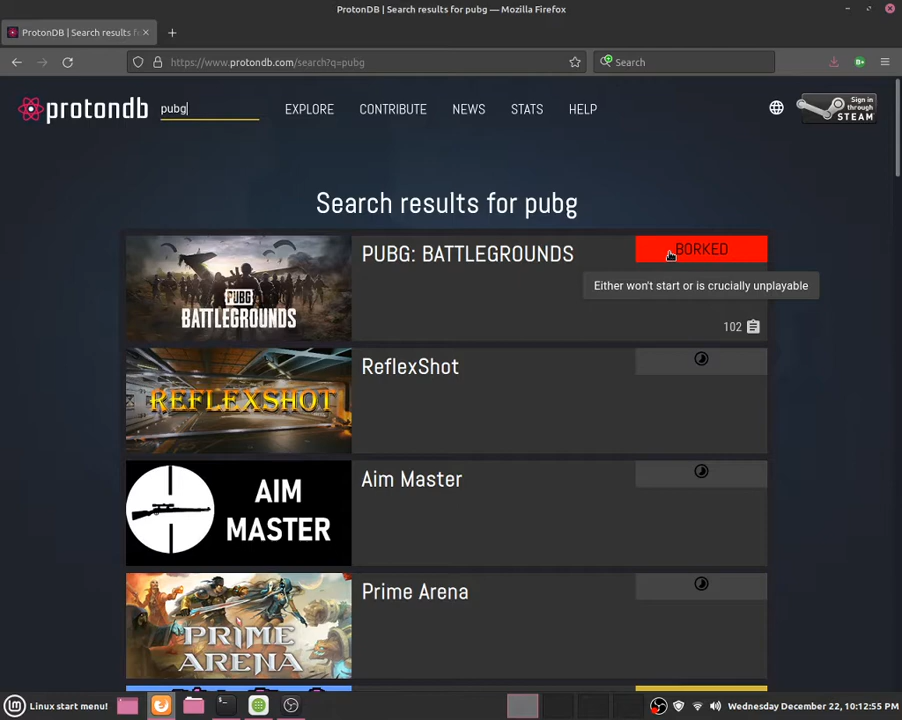 ProtonDB | Search results for pubg — Mozilla Firefox
ProtonDB | Search results f
https://www.protondb.com/search?q=pubg
Search
protondb
pubg
EXPLORE
CONTRIBUTE
NEWS
STATS
HELP
Sign in
through
STEAM
Search results for pubg
PUBG
BATTLEGROUNDS
PUBG: BATTLEGROUNDS
BORKED
Either won't start or is crucially unplayable
102
REFLEXSHOT
ReflexShot
AIM
MASTER
Aim Master
PRIME
ARENA
Prime Arena
Linux start menu!
Wednesday December 22, 10:12:55 PM